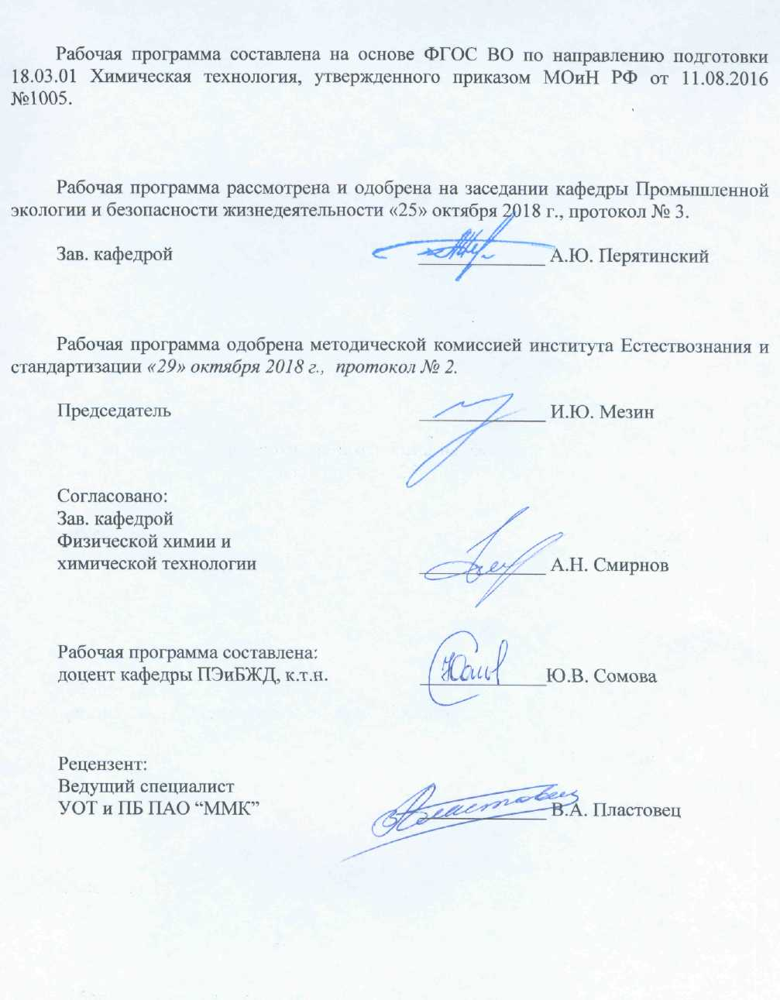 Рабочая программа составлена на основе ФГОС ВО по направлению подготовки
18.03.01 Химическая технология, утвержденного приказом МОиН РФ от 11.08.2016
№1005.
Рабочая программа рассмотрена и одобрена на заседании кафедры Промышленной
экологии и безопасности жизнедеятельности «25» октября 2018 г., протокол № 3.
Зав. кафедрой А.Ю. Перятинский
Рабочая программа одобрена методической комиссией института Естествознания и
стандартизации «29» октября 2018 г., протокол № 2.
Председатель И.Ю. Мезин
Согласовано:
Зав. кафедрой
Физической химии и
химической технологии А.Н. Смирнов
Рабочая программа составлена:
доцент кафедры ПЭиБЖД, к.т.н. Ю.В. Сомова
Рецензент:
Ведущий специалист
УОТ и ПБ ПАО “ММК” В.А. Пластовец